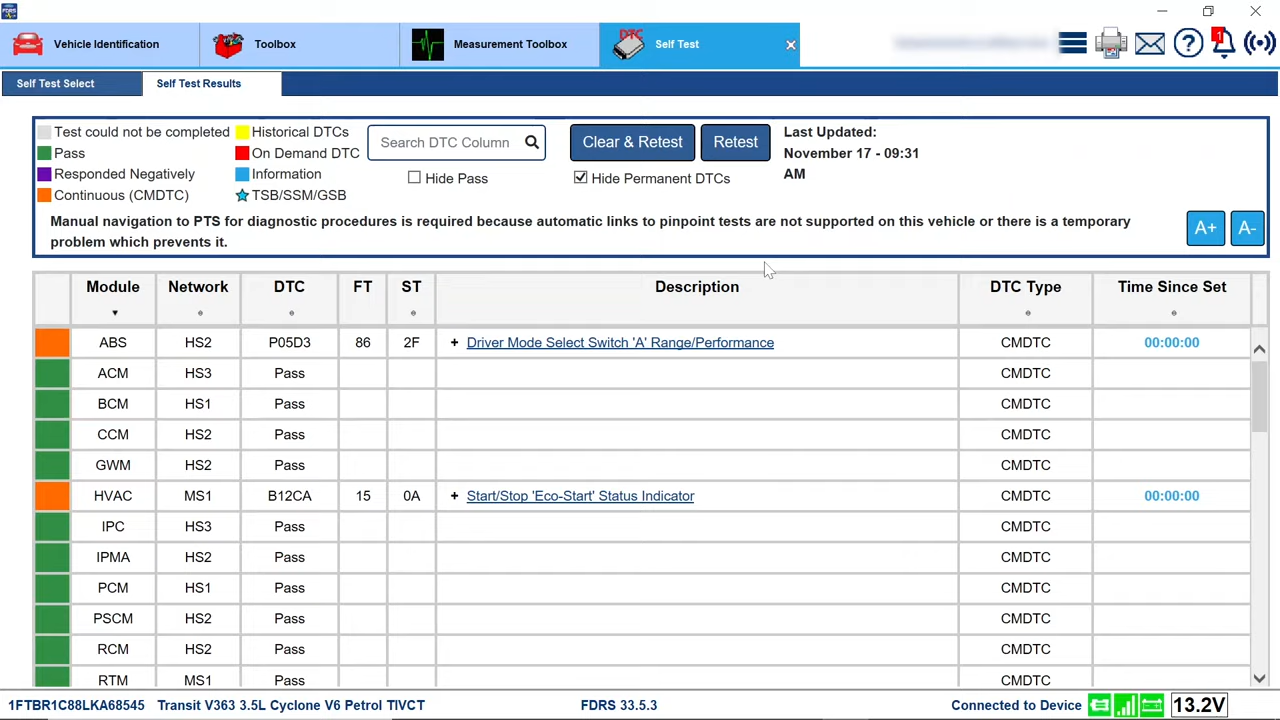 FDRS
Vehicle Identification
Toolbox
Measurement Toolbox
DTC
Self Test
1
Self Test Select
Self Test Results
Test could not be completed
Historical DTCs
Pass
On Demand DTC
Responded Negatively
Information
Continuous (CMDTC)
TSB/SSM/GSB
Search DTC Column
Hide Pass
Clear & Retest
Retest
Hide Permanent DTCs
Last Updated:
November 17 - 09:31
AM
Manual navigation to PTS for diagnostic procedures is required because automatic links to pinpoint tests are not supported on this vehicle or there is a temporary
problem which prevents it.
A+ A-
Module Network DTC FT ST Description DTC Type Time Since Set
ABS HS2 P05D3 86 2F + Driver Mode Select Switch 'A' Range/Performance CMDTC 00:00:00
ACM HS3 Pass CMDTC
BCM HS1 Pass CMDTC
CCM HS2 Pass CMDTC
GWM HS2 Pass CMDTC
HVAC MS1 B12CA 15 0A + Start/Stop 'Eco-Start' Status Indicator CMDTC 00:00:00
IPC HS3 Pass CMDTC
IPMA HS2 Pass CMDTC
PCM HS1 Pass CMDTC
PSCM HS2 Pass CMDTC
RCM HS2 Pass CMDTC
RTM MS1 Pass CMDTC
1FTBR1C88LKA68545 Transit V363 3.5L Cyclone V6 Petrol TIVCT FDRS 33.5.3 Connected to Device 13.2V